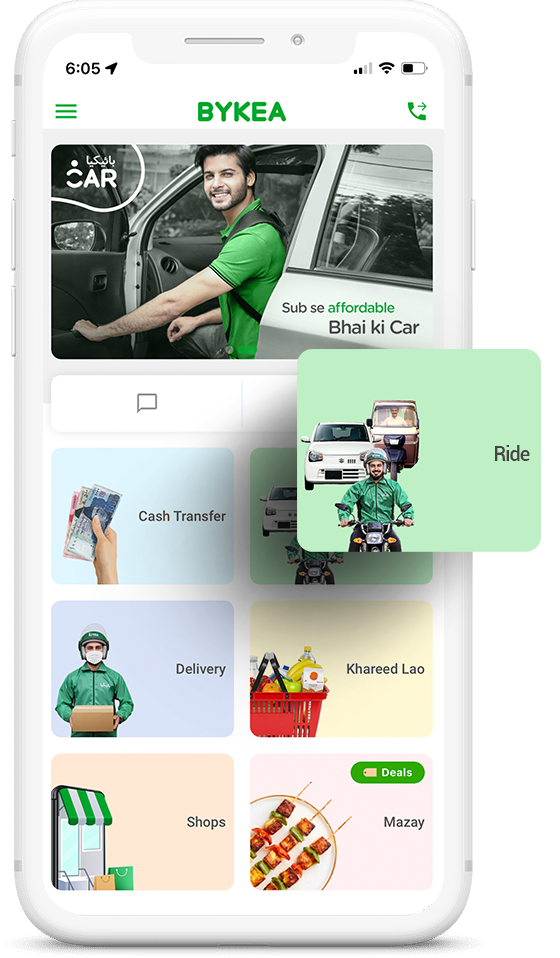 6:05
BYKEA
بائیکیا
CAR
Sub se affordable
Bhai ki Car
Ride
Cash Transfer
Delivery
Khareed Lao
Shops
Deals
Mazay